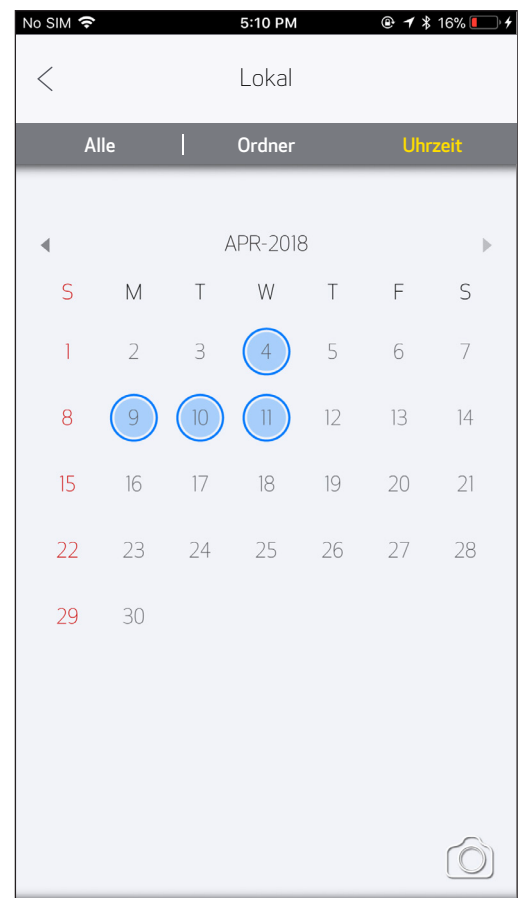 No SIM 5:10 PM 16%
Lokal
Alle | Ordner Uhrzeit
APR-2018
S M T W T F S
1 2 3 4 5 6 7
8 9 10 11 12 13 14
15 16 17 18 19 20 21
22 23 24 25 26 27 28
29 30